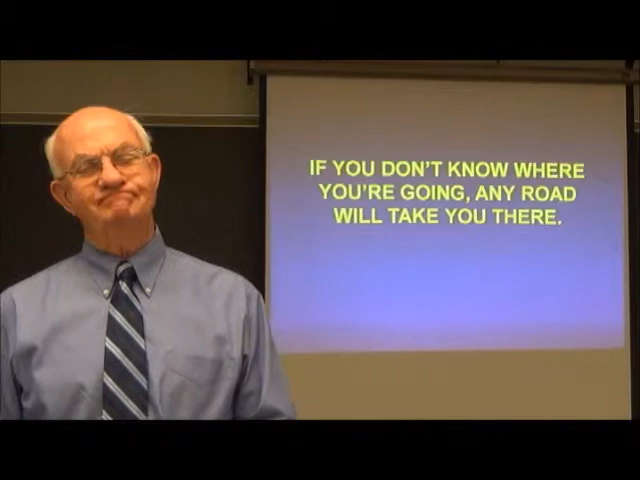 IF YOU DON'T KNOW WHERE
YOU'RE GOING, ANY ROAD
WILL TAKE YOU THERE.